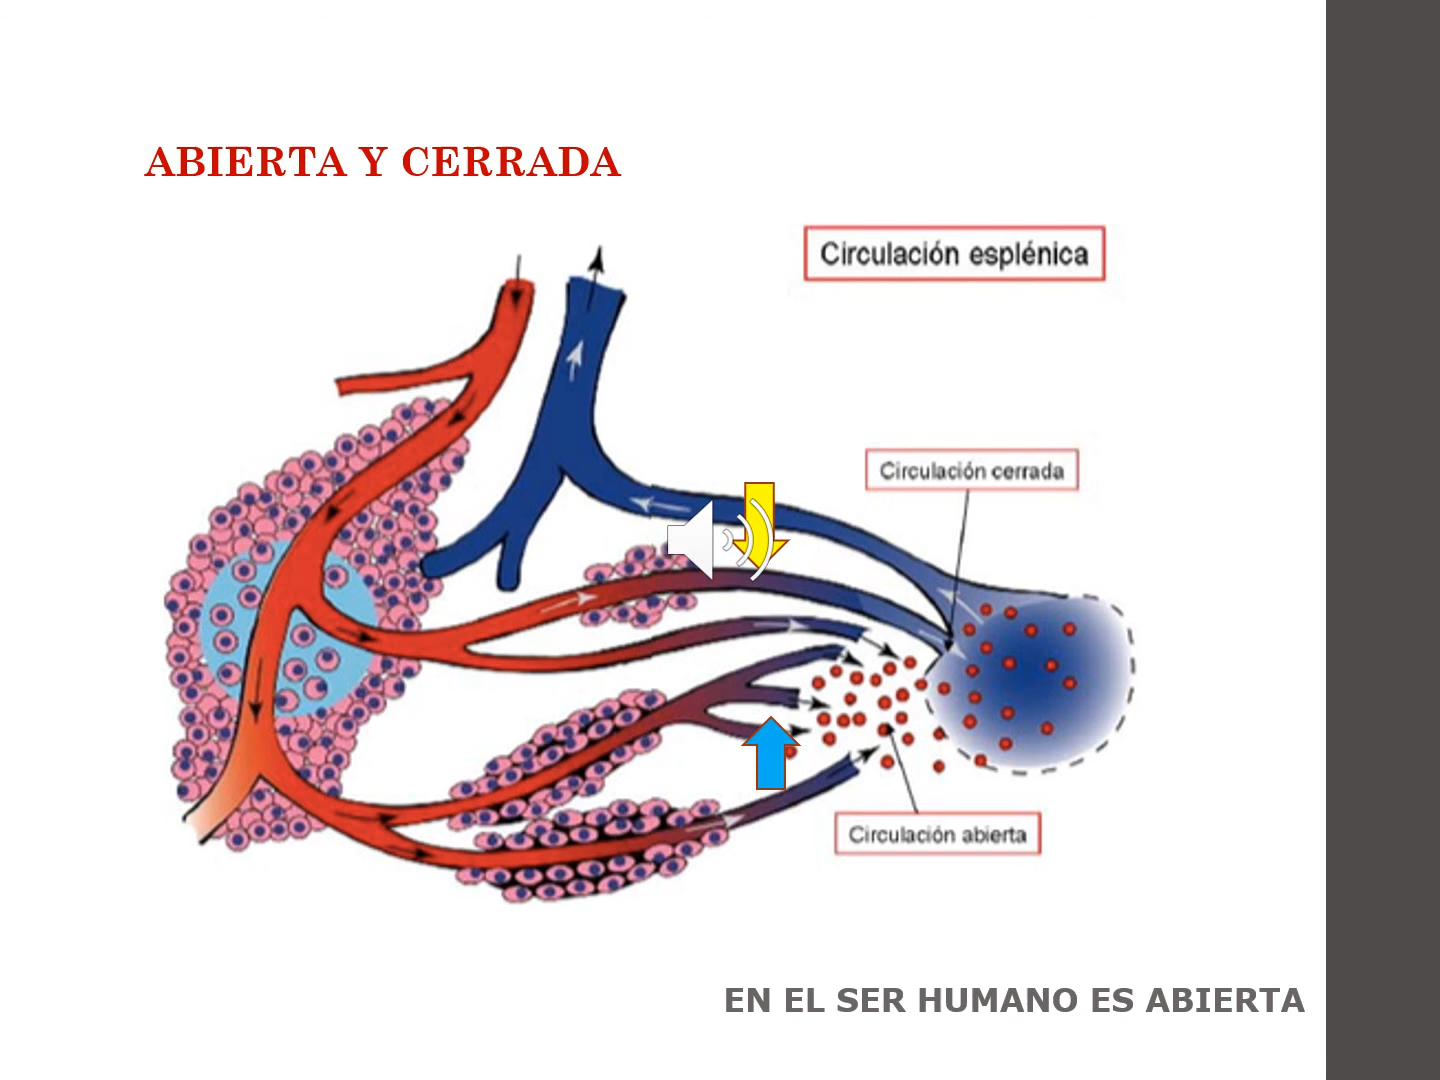 ABIERTA Y CERRADA
Circulación esplénica
Circulación cerrada
Circulación abierta
EN EL SER HUMANO ES ABIERTA